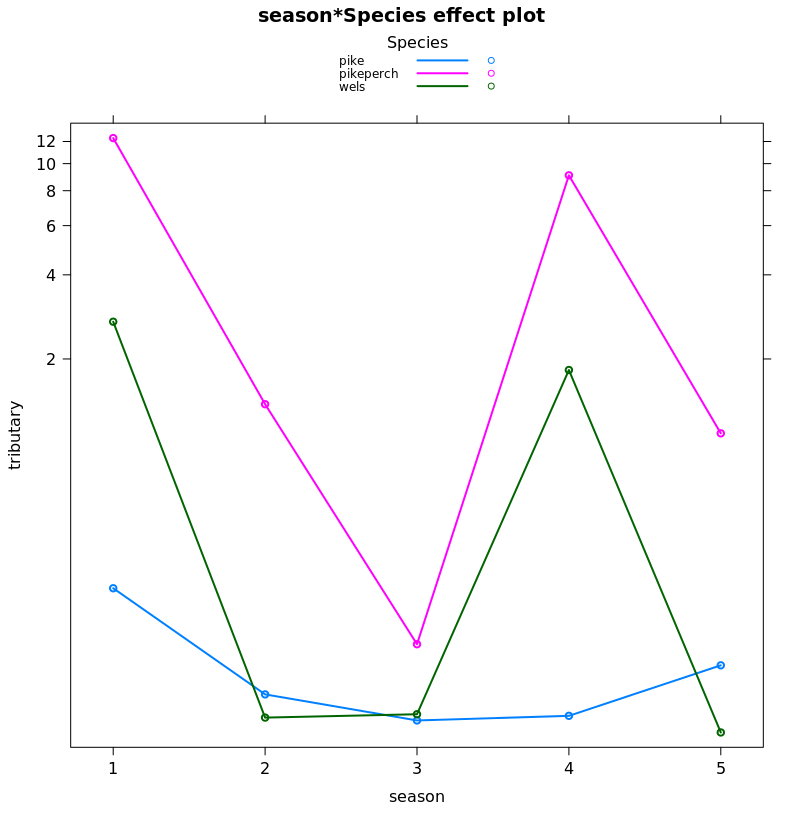 season*Species effect plot
Species
pike
pikeperch
wels
12
10
8
6
4
2
tributary
1 2 3 4 5
season